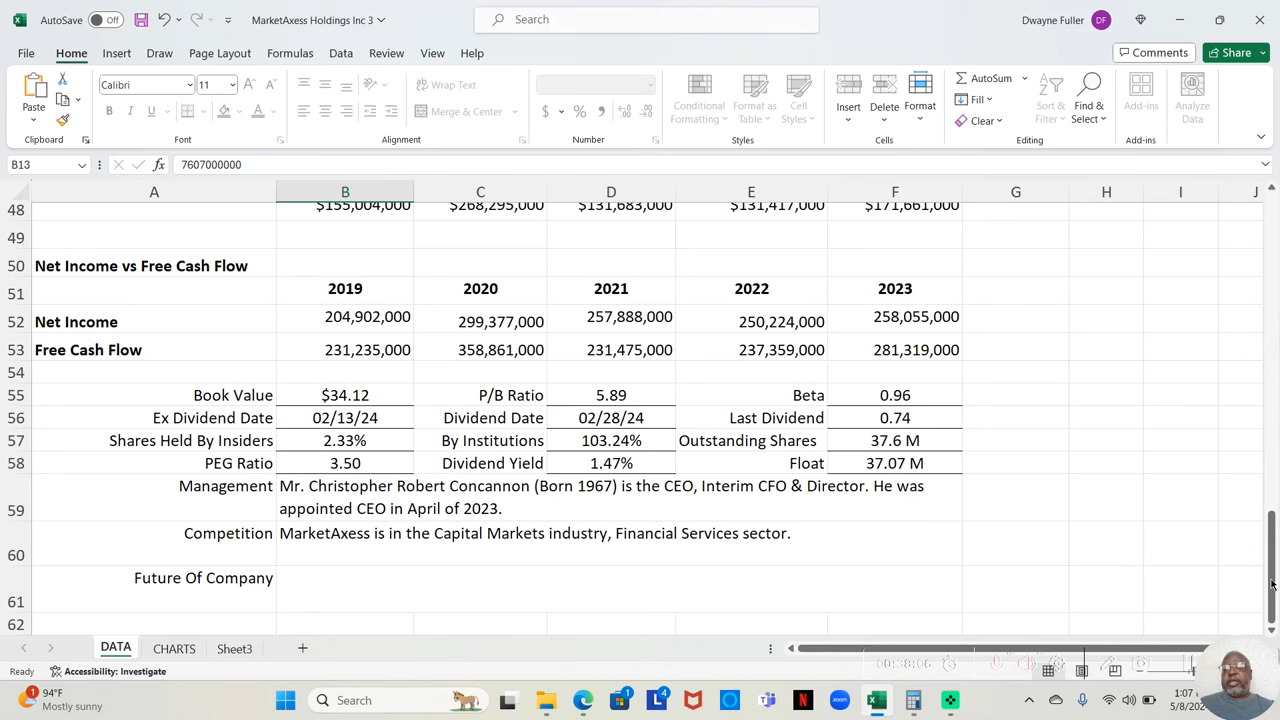 AutoSave Off MarketAxess Holdings Inc 3 Search Dwayne Fuller DF
File Home Insert Draw Page Layout Formulas Data Review View Help Comments Share
Paste Calibri 11 Wrap Text AutoSum
B I U Merge & Center $ % Conditional Formatting Format as Table Cell Styles Insert Delete Format Fill Sort & Filter Find & Select Add-ins Analyze Data
Clear
Clipboard Font Alignment Number Styles Cells Editing Add-ins
B13 fx 7607000000
A B C D E F G H I J
48 $155,004,000 $268,295,000 $131,683,000 $131,417,000 $171,661,000
49
50 Net Income vs Free Cash Flow
51 2019 2020 2021 2022 2023
52 Net Income 204,902,000 299,377,000 257,888,000 250,224,000 258,055,000
53 Free Cash Flow 231,235,000 358,861,000 231,475,000 237,359,000 281,319,000
54
55 Book Value $34.12 P/B Ratio 5.89 Beta 0.96
56 Ex Dividend Date 02/13/24 Dividend Date 02/28/24 Last Dividend 0.74
57 Shares Held By Insiders 2.33% By Institutions 103.24% Outstanding Shares 37.6 M
58 PEG Ratio 3.50 Dividend Yield 1.47% Float 37.07 M
Management Mr. Christopher Robert Concannon (Born 1967) is the CEO, Interim CFO & Director. He was
59 appointed CEO in April of 2023.
Competition MarketAxess is in the Capital Markets industry, Financial Services sector.
60
Future Of Company
61
62
DATA CHARTS Sheet3
Ready Accessibility: Investigate 00:38:06
94°F
Mostly sunny
Search
1 4
1:07
5/8/